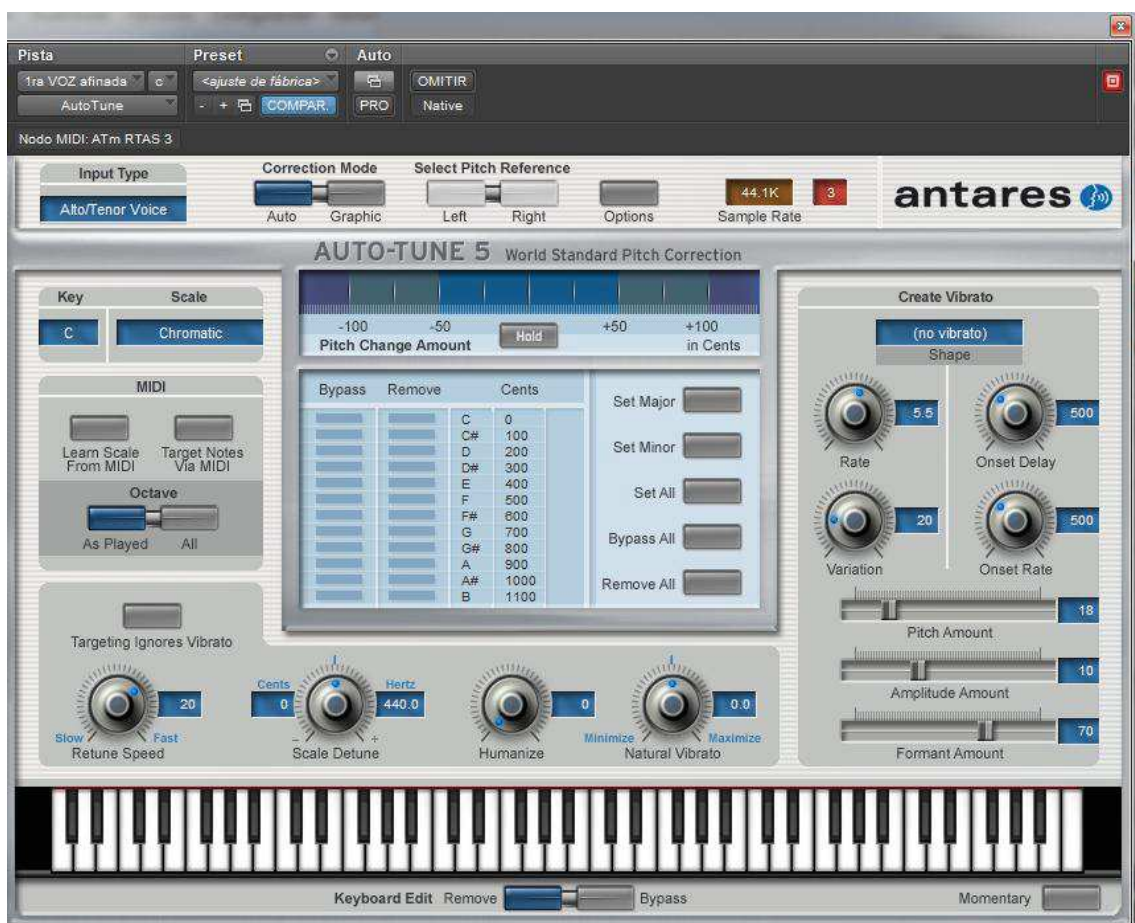 Pista Preset Auto
1ra VOZ afinada c <ajuste de fábrica> OMITIR
AutoTune - + COMPAR. PRO Native
Nodo MIDI: ATm RTAS 3
Input Type Correction Mode Select Pitch Reference
Alto/Tenor Voice 44.1K 3 antares
Auto Graphic Left Right Options Sample Rate
AUTO-TUNE 5 World Standard Pitch Correction
Key Scale
C Chromatic
-100 -50 Hold +50 +100
Pitch Change Amount in Cents
Create Vibrato
(no vibrato)
Shape
MIDI
Learn Scale From MIDI
Target Notes Via MIDI
Octave
As Played All
Bypass Remove Cents
C 0
C# 100
D 200
D# 300
E 400
F 500
F# 600
G 700
G# 800
A 900
A# 1000
B 1100
Set Major
Set Minor
Set All
Bypass All
Remove All
5.5 500
Rate Onset Delay
20 500
Variation Onset Rate
18
Pitch Amount
10
Amplitude Amount
70
Formant Amount
Targeting Ignores Vibrato
20
Slow Fast
Retune Speed
Cents Hertz
0 440.0
- +
Scale Detune
0
Humanize
0.0
Minimize Maximize
Natural Vibrato
Keyboard Edit Remove Bypass Momentary